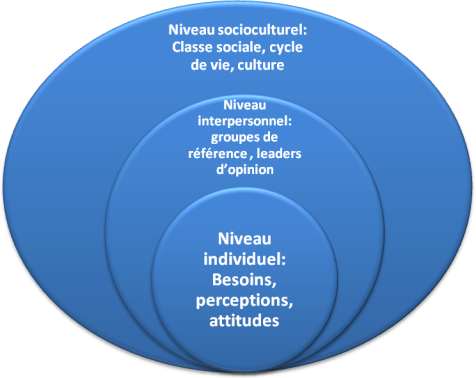 Niveau socioculturel:
Classe sociale, cycle
de vie, culture
Niveau
interpersonnel:
groupes de
référence , leaders
d'opinion
Niveau
individuel:
Besoins,
perceptions,
attitudes